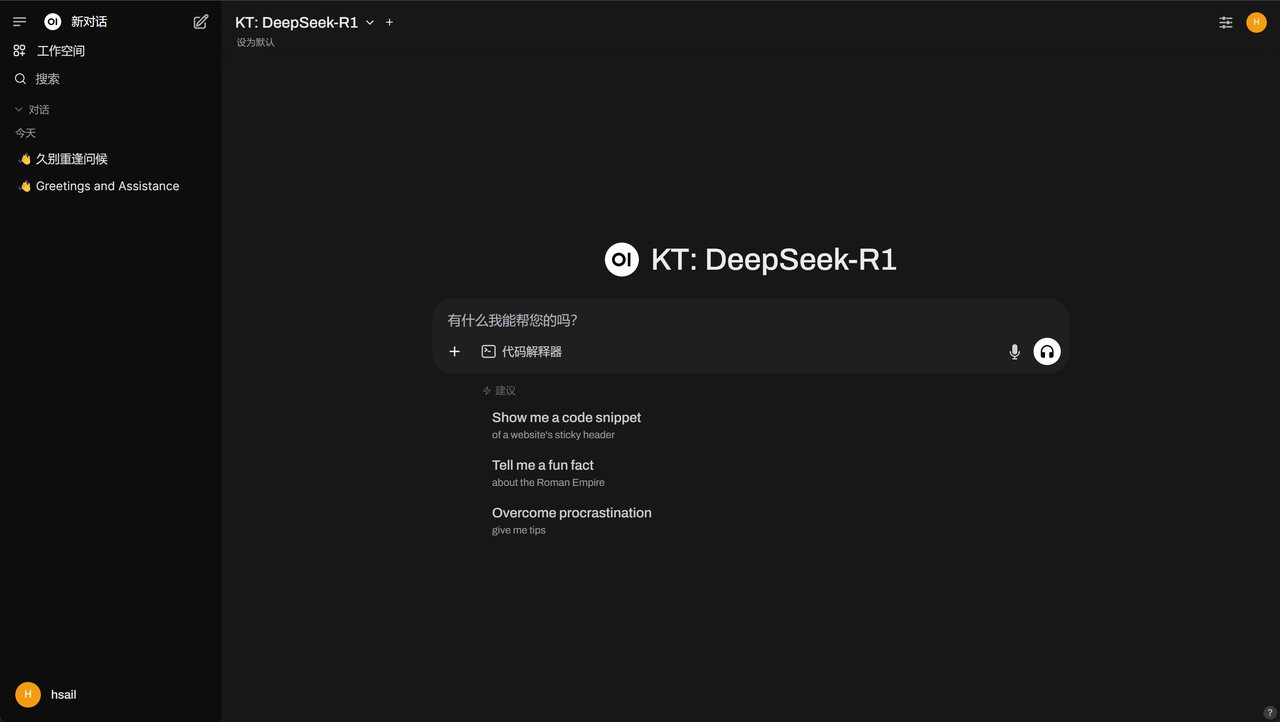 OI 新对话
工作空间
搜索
对话
今天
👋 久别重逢问候
👋 Greetings and Assistance
H hsail
KT: DeepSeek-R1
设为默认
H
OI KT: DeepSeek-R1
有什么我能帮您的吗?
代码解释器
建议
Show me a code snippet
of a website's sticky header
Tell me a fun fact
about the Roman Empire
Overcome procrastination
give me tips
?